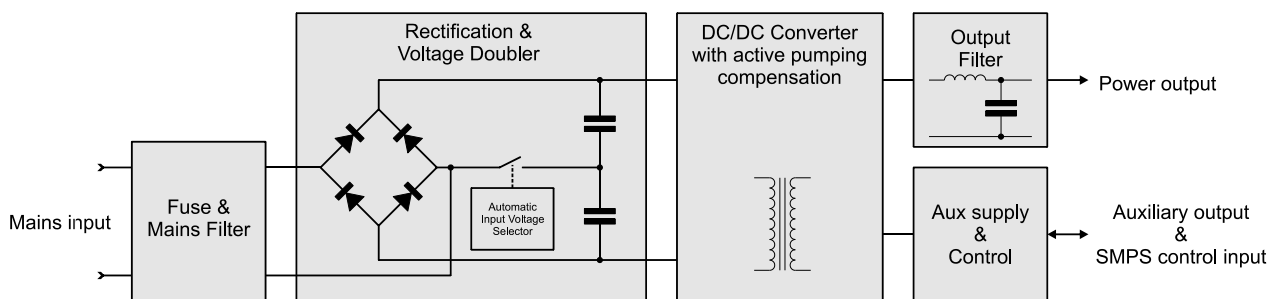 Mains input
Fuse &
Mains Filter
Rectification &
Voltage Doubler
Automatic
Input Voltage
Selector
DC/DC Converter
with active pumping
compensation
Output
Filter
Power output
Aux supply
&
Control
Auxiliary output
&
SMPS control input